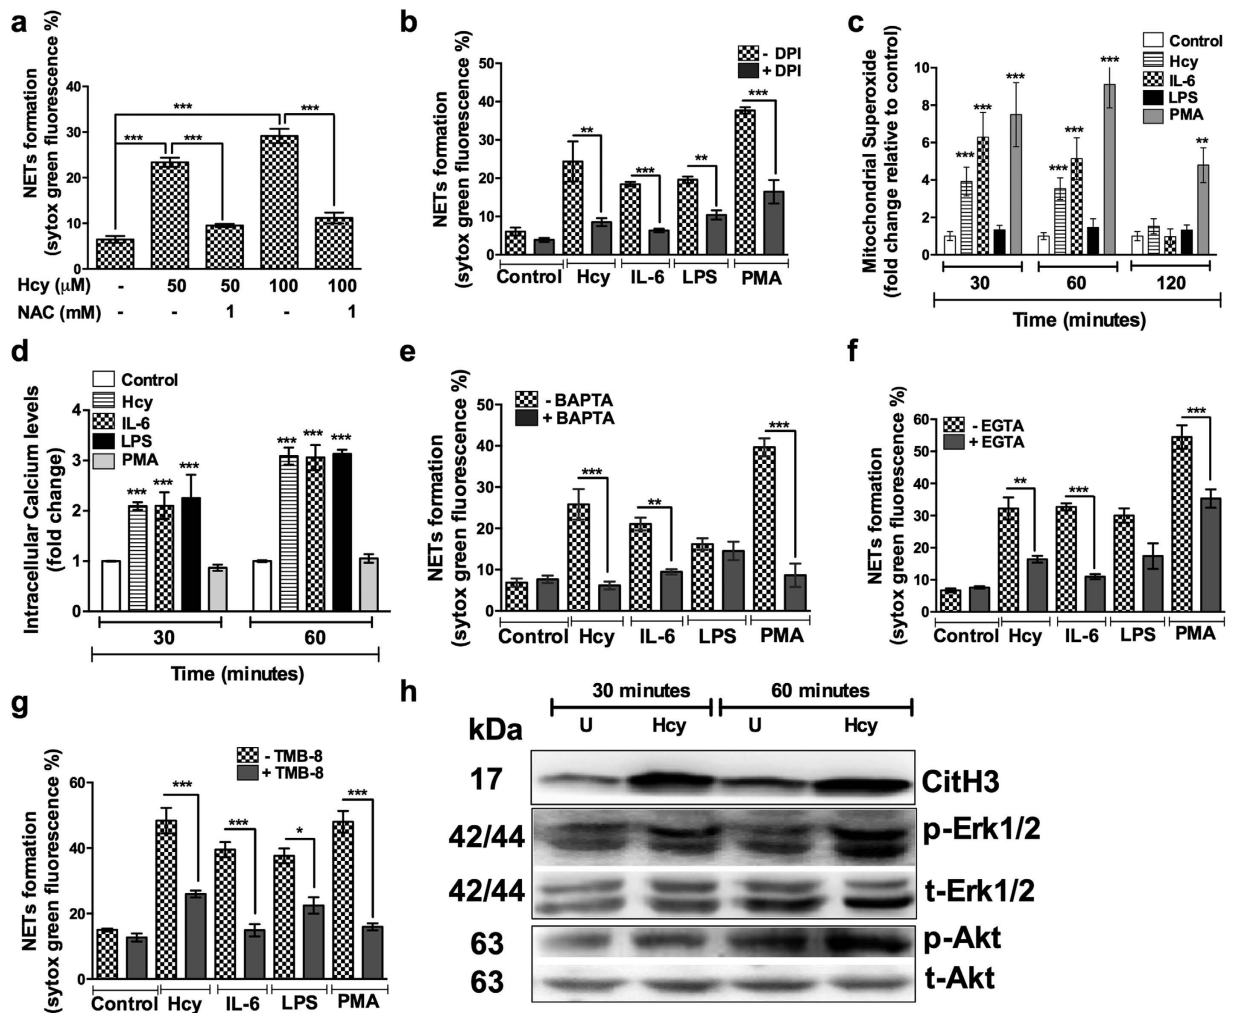 a
NETs formation
(sytox green fluorescence %)
40
30
20
10
0
*** *** *** ***
Hcy (µM) - 50 50 100 100
NAC (mM) - - 1 - 1
b
NETs formation
(sytox green fluorescence %)
- DPI
+ DPI
50
40
30
20
10
0
** *** ** ***
Control Hcy IL-6 LPS PMA
c
Mitochondrial Superoxide
(fold change relative to control)
Control
Hcy
IL-6
LPS
PMA
10
8
6
4
2
0
*** *** *** *** *** *** **
30 60 120
Time (minutes)
d
Intracellular Calcium levels
(fold change)
Control
Hcy
IL-6
LPS
PMA
4
3
2
1
0
*** *** *** *** *** ***
30 60
Time (minutes)
e
NETs formation
(sytox green fluorescence %)
- BAPTA
+ BAPTA
50
40
30
20
10
0
*** ** ***
Control Hcy IL-6 LPS PMA
f
NETs formation
(sytox green fluorescence %)
- EGTA
+ EGTA
60
50
40
30
20
10
0
** *** ***
Control Hcy IL-6 LPS PMA
g
NETs formation
(sytox green fluorescence %)
- TMB-8
+ TMB-8
60
40
20
0
*** *** * ***
Control Hcy IL-6 LPS PMA
h
30 minutes 60 minutes
kDa U Hcy U Hcy
17 CitH3
42/44 p-Erk1/2
42/44 t-Erk1/2
63 p-Akt
63 t-Akt